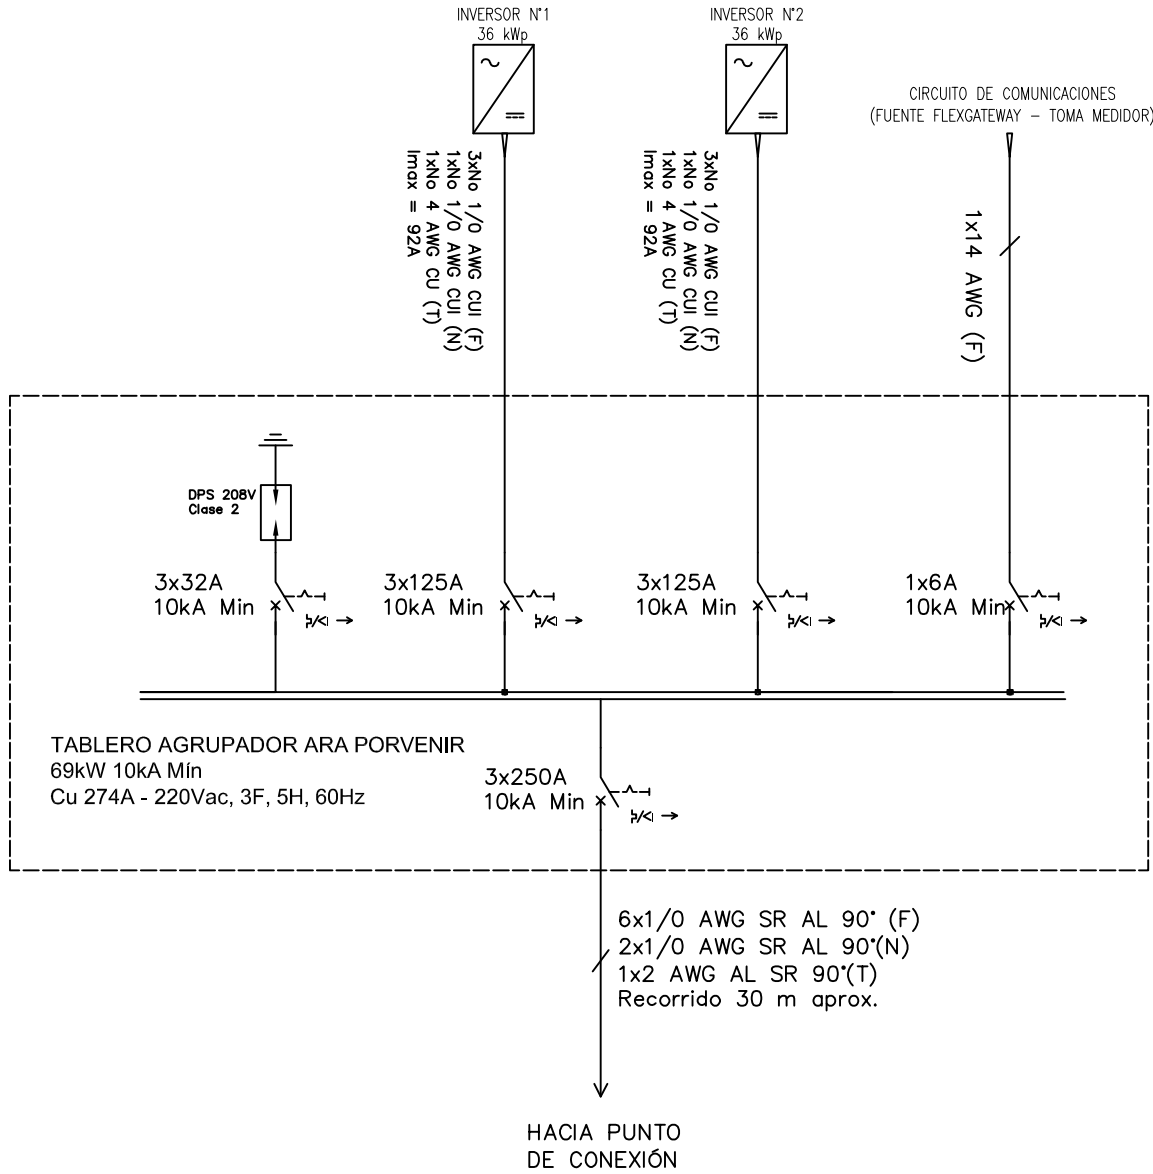 INVERSOR N°1
36 kWp
INVERSOR N°2
36 kWp
CIRCUITO DE COMUNICACIONES
(FUENTE FLEXGATEWAY – TOMA MEDIDOR)
3xNo 1/0 AWG CUI (F)
1xNo 1/0 AWG CUI (N)
1xNo 4 AWG CU (T)
Imax = 92A
3xNo 1/0 AWG CUI (F)
1xNo 1/0 AWG CUI (N)
1xNo 4 AWG CU (T)
Imax = 92A
1x14 AWG (F)
DPS 208V
Clase 2
3x32A
10kA Min
3x125A
10kA Min
3x125A
10kA Min
1x6A
10kA Min
TABLERO AGRUPADOR ARA PORVENIR
69kW 10kA Mín
Cu 274A - 220Vac, 3F, 5H, 60Hz
3x250A
10kA Min
6x1/0 AWG SR AL 90° (F)
2x1/0 AWG SR AL 90°(N)
1x2 AWG AL SR 90°(T)
Recorrido 30 m aprox.
HACIA PUNTO
DE CONEXIÓN